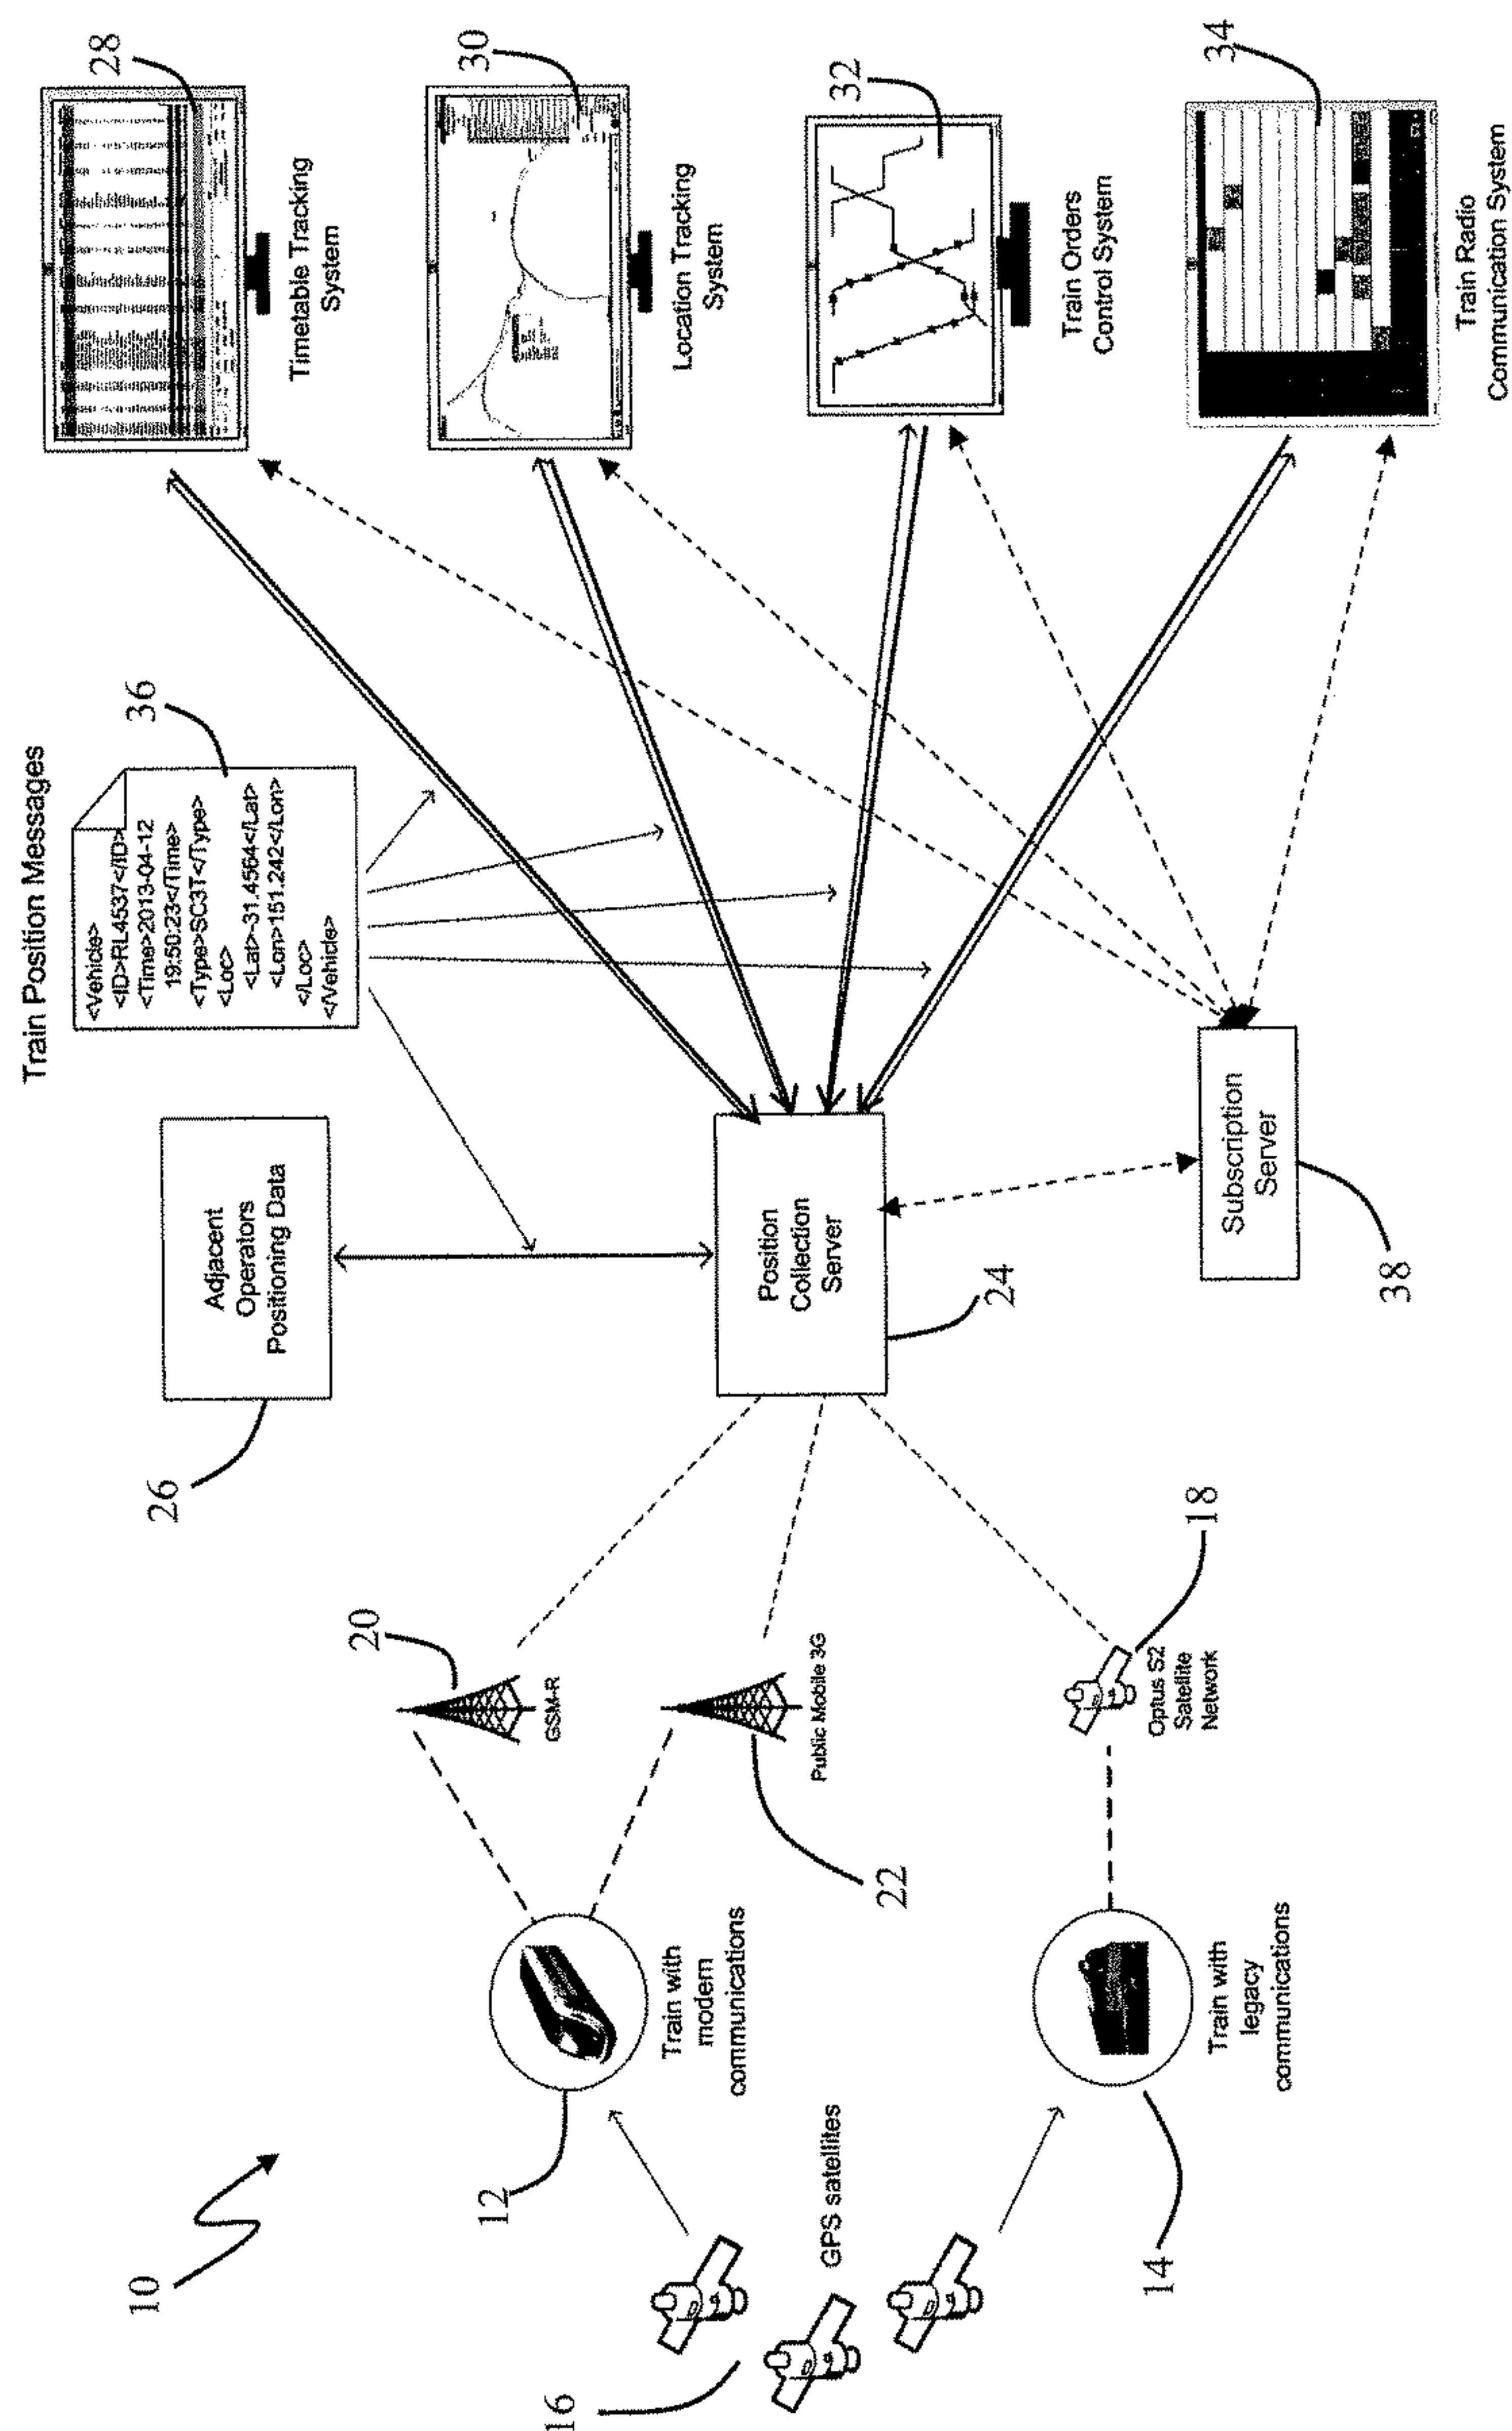 10
16
GPS satellites
12
Train with
modern
communications
14
Train with
legacy
communications
20
GSM-R
22
Public Mobile 3G
18
Optus S2
Satellite
Network
26
Adjacent
Operators
Positioning Data
Position
Collection
Server
24
Subscription
Server
38
Train Position Messages
36
<Vehicle>
<ID>RL4537</ID>
<Time>2013-04-12
19:50:23</Time>
<Type>SC3T</Type>
<Loc>
<Lat>-31.4564</Lat>
<Lon>151.242</Lon>
</Loc>
</Vehicle>
28
Timetable Tracking
System
30
Location Tracking
System
32
Train Orders
Control System
34
Train Radio
Communication System